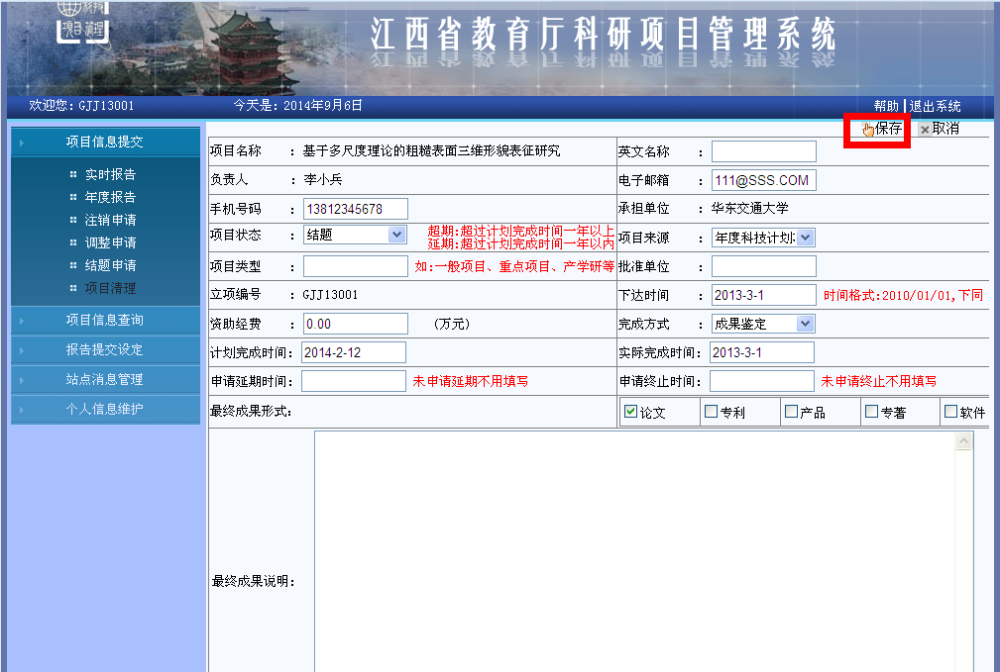 项目管理
江西省教育厅科研项目管理系统
欢迎您：GJJ13001 今天是：2014年9月6日 帮助 | 退出系统
保存 取消
项目信息提交
实时报告
年度报告
注销申请
调整申请
结题申请
项目清理
项目信息查询
报告提交设定
站点消息管理
个人信息维护
项目名称 ： 基于多尺度理论的粗糙表面三维形貌表征研究 英文名称 ：
负责人 ： 李小兵 电子邮箱 ： 111@SSS.COM
手机号码 ： 13812345678 承担单位 ： 华东交通大学
项目状态 ： 结题 超期:超过计划完成时间一年以上
延期:超过计划完成时间一年以内 项目来源 ： 年度科技计划
项目类型 ： 如:一般项目、重点项目、产学研等 批准单位 ：
立项编号 ： GJJ13001 下达时间 ： 2013-3-1 时间格式:2010/01/01,下同
资助经费 ： 0.00 (万元) 完成方式 ： 成果鉴定
计划完成时间： 2014-2-12 实际完成时间： 2013-3-1
申请延期时间： 未申请延期不用填写 申请终止时间： 未申请终止不用填写
最终成果形式： 论文 专利 产品 专著 软件
最终成果说明：